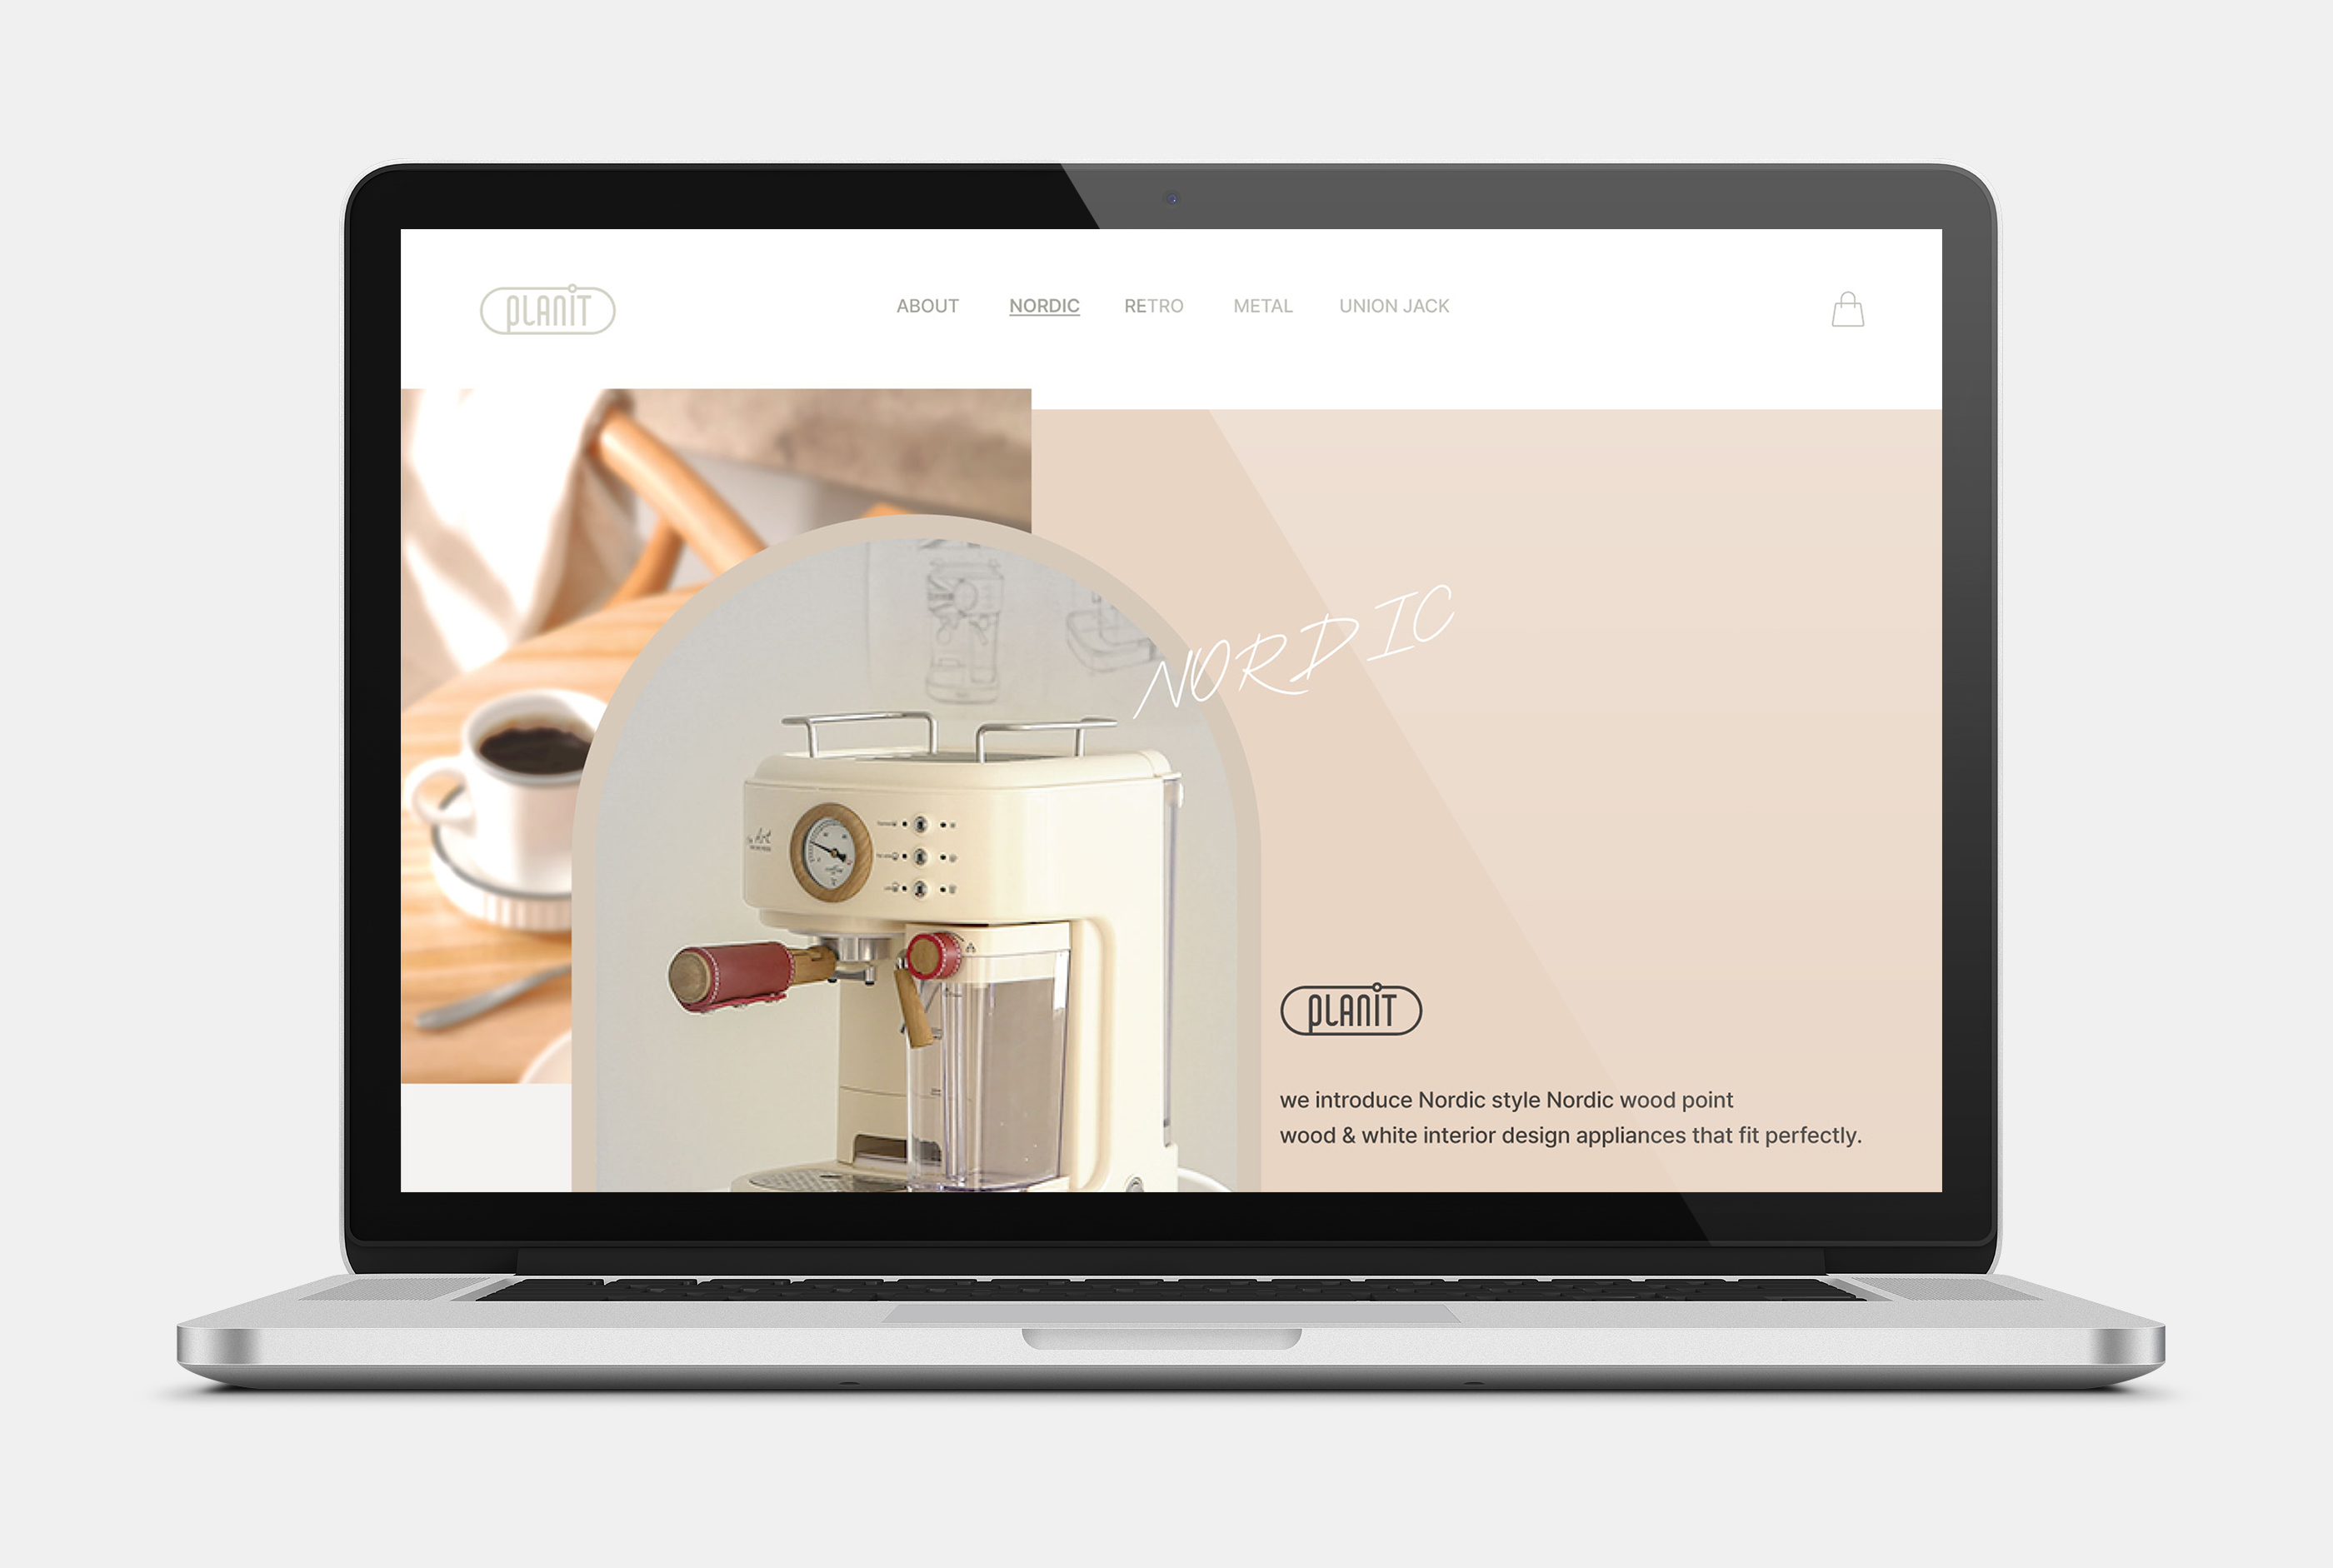 PLANIT
ABOUT NORDIC RETRO METAL UNION JACK
NORDIC
PLANIT
we introduce Nordic style Nordic wood point
wood & white interior design appliances that fit perfectly.